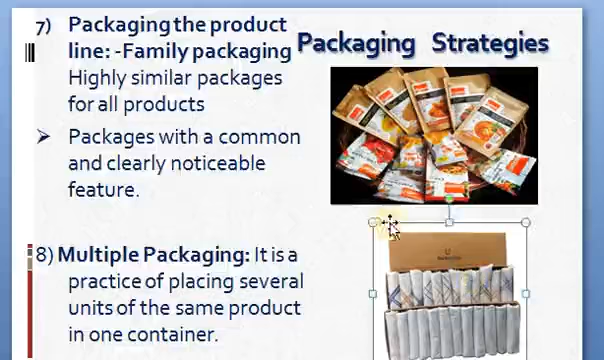 Packaging Strategies
7) Packaging the product
line: -Family packaging
Highly similar packages
for all products
Packages with a common
and clearly noticeable
feature.
8) Multiple Packaging: It is a
practice of placing several
units of the same product
in one container.